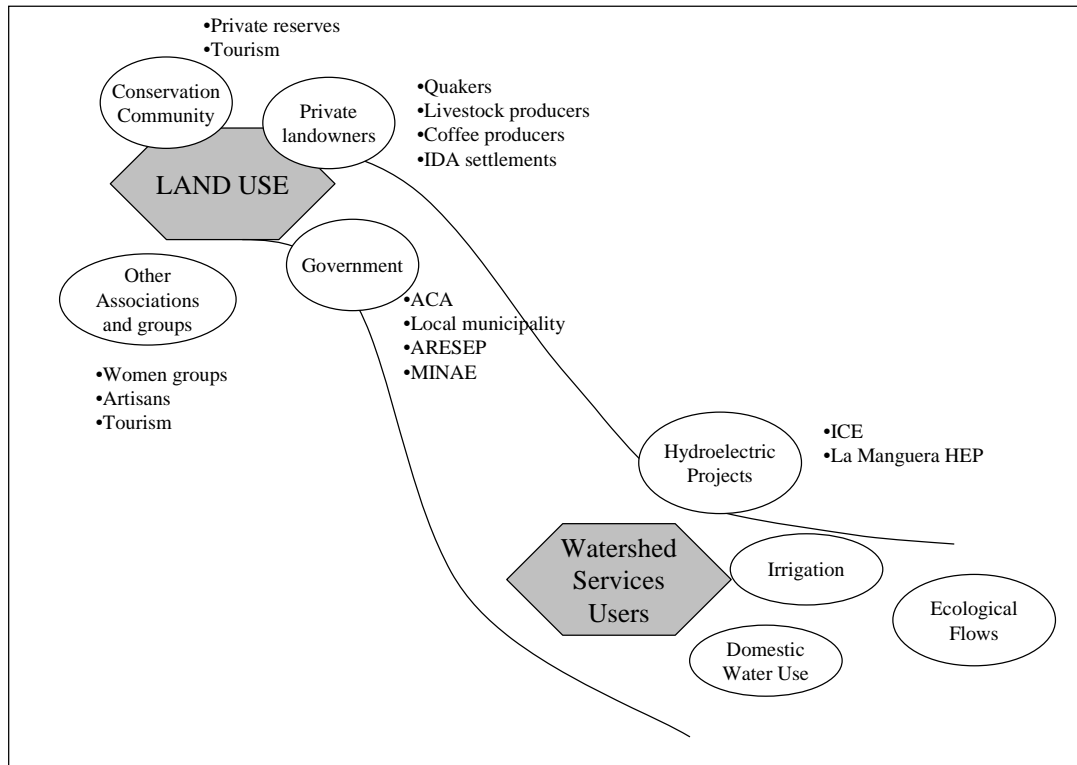 •Private reserves
•Tourism
Conservation
Community
Private
landowners
•Quakers
•Livestock producers
•Coffee producers
•IDA settlements
LAND USE
Government
•ACA
•Local municipality
•ARESEP
•MINAE
Other
Associations
and groups
•Women groups
•Artisans
•Tourism
Hydroelectric
Projects
•ICE
•La Manguera HEP
Watershed
Services
Users
Irrigation
Ecological
Flows
Domestic
Water Use